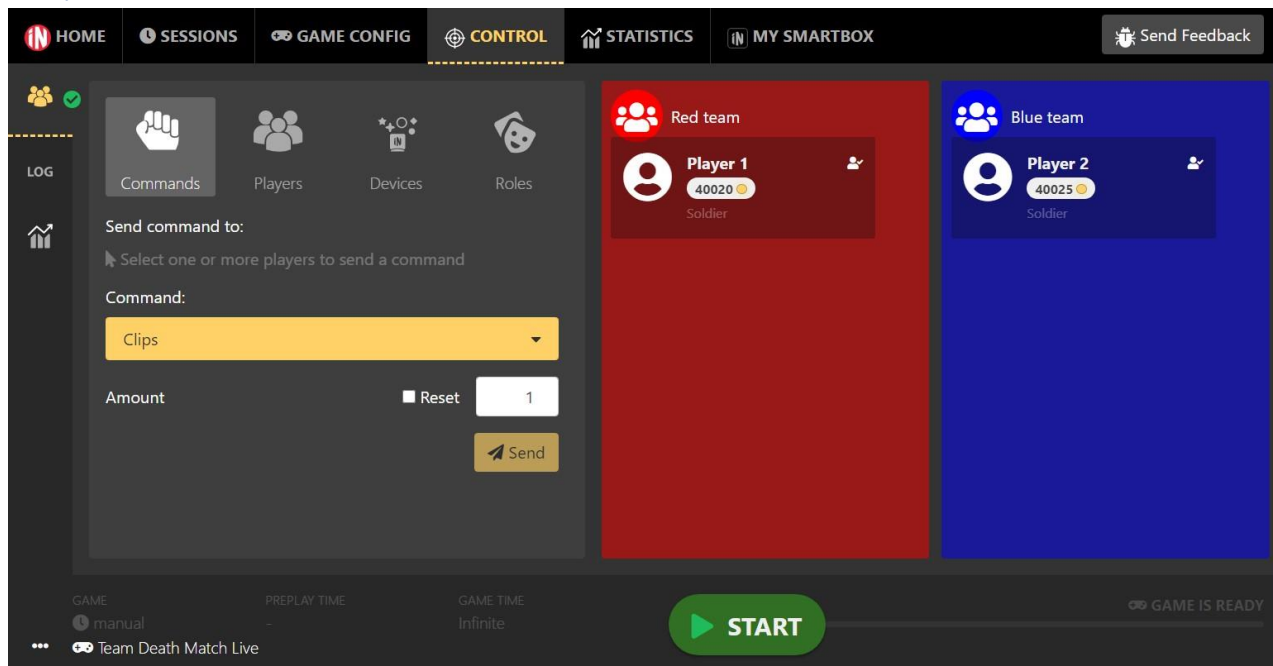 iN HOME
SESSIONS
GAME CONFIG
CONTROL
STATISTICS
iN MY SMARTBOX
Send Feedback
LOG
Commands
Players
Devices
Roles
Send command to:
Select one or more players to send a command
Command:
Clips
Amount
Reset
1
Send
Red team
Player 1
40020
Soldier
Blue team
Player 2
40025
Soldier
GAME
manual
Team Death Match Live
PREPLAY TIME
-
GAME TIME
Infinite
START
GAME IS READY